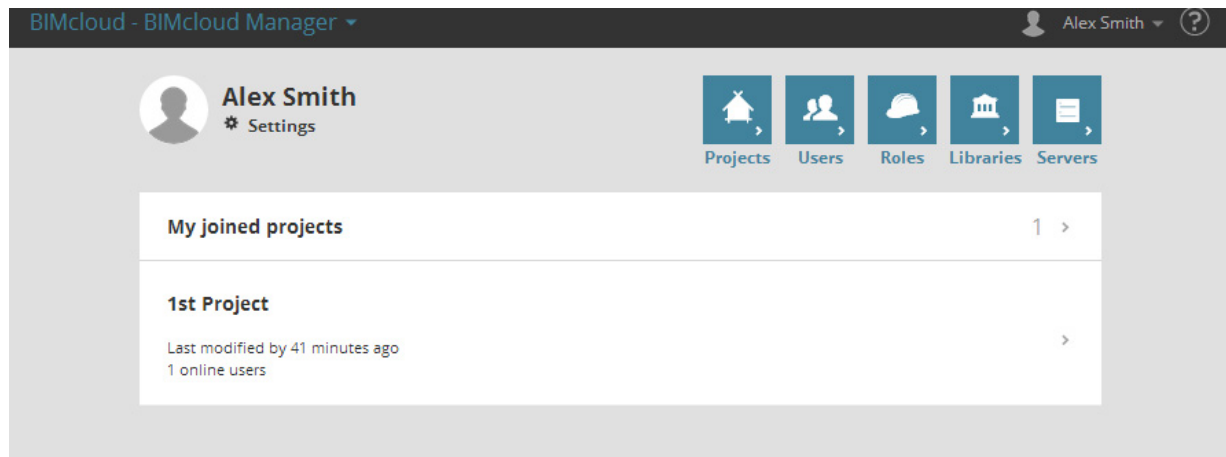 BIMcloud - BIMcloud Manager
Alex Smith
?
Alex Smith
Settings
Projects Users Roles Libraries Servers
My joined projects 1
1st Project
Last modified by 41 minutes ago
1 online users